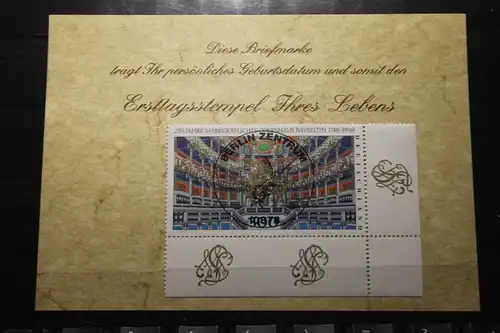 Diese Briefmarke
trägt Ihr persönliches Geburtsdatum und somit den
Ersttagsstempel Ihres Lebens
250 JAHRE MARKGRÄFLICHES OPERNHAUS BAYREUTH 1748-1998
DEUTSCHLAND
BERLIN ZENTRUM